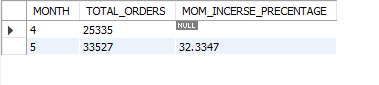 MONTH TOTAL_ORDERS MOM_INCERSE_PRECENTAGE
4 25335 NULL
5 33527 32.3347